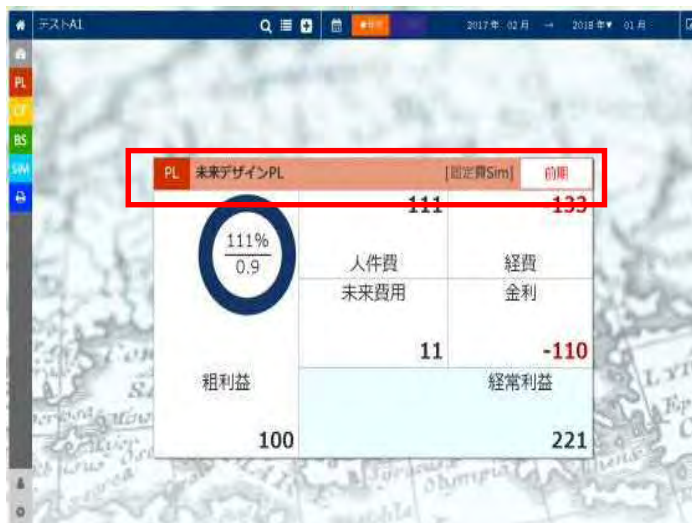 テストA1
2017年 02月 → 2018年▼ 01月
PL
CF
BS
SIM
PL 未来デザインPL [固定費Sim] 前期
111 133
111%
0.9
人件費 経費
未来費用 金利
11 -110
粗利益 経常利益
100 221